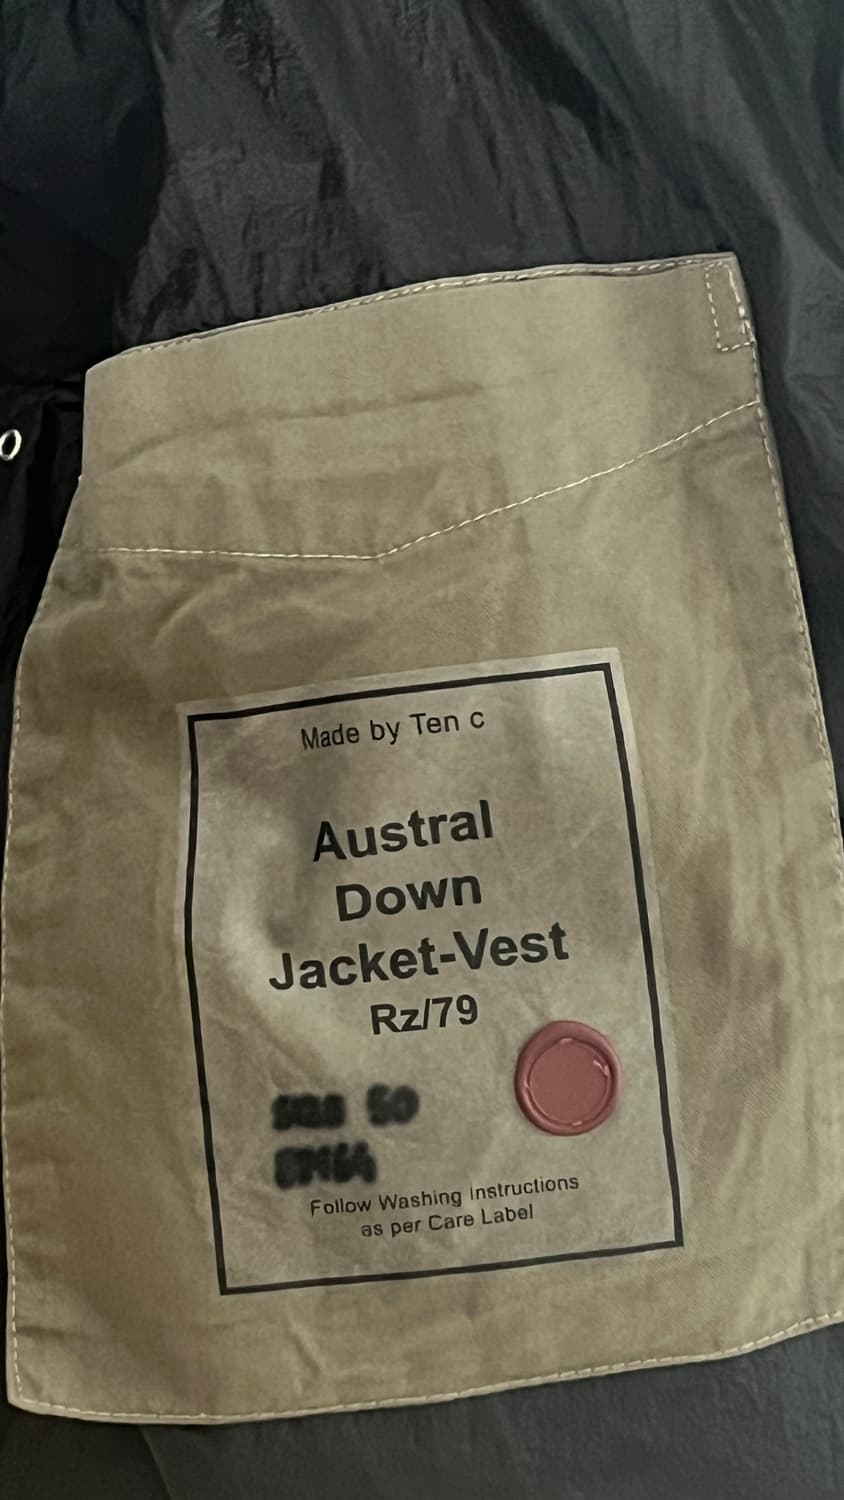 Made by Ten c
Austral
Down
Jacket-Vest
Rz/79
Follow Washing Instructions
as per Care Label